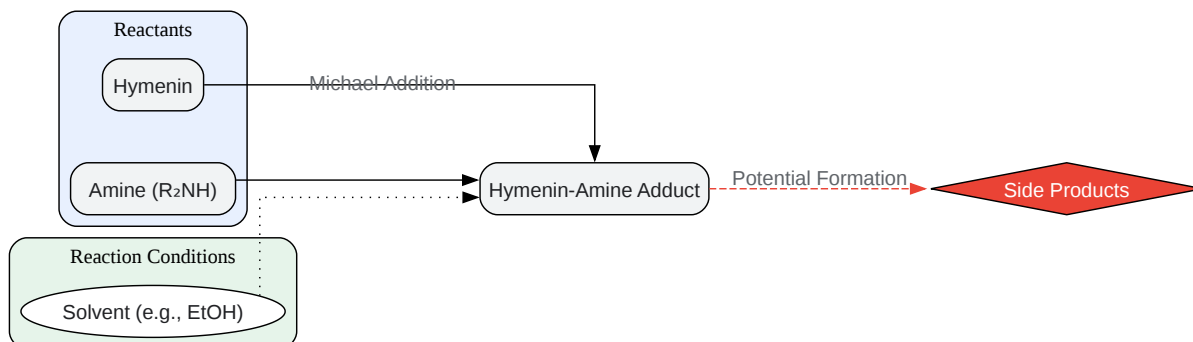 Reactants
Hymenin
Michael Addition
Amine (R₂NH)
Hymenin-Amine Adduct
Potential Formation
Side Products
Reaction Conditions
Solvent (e.g., EtOH)